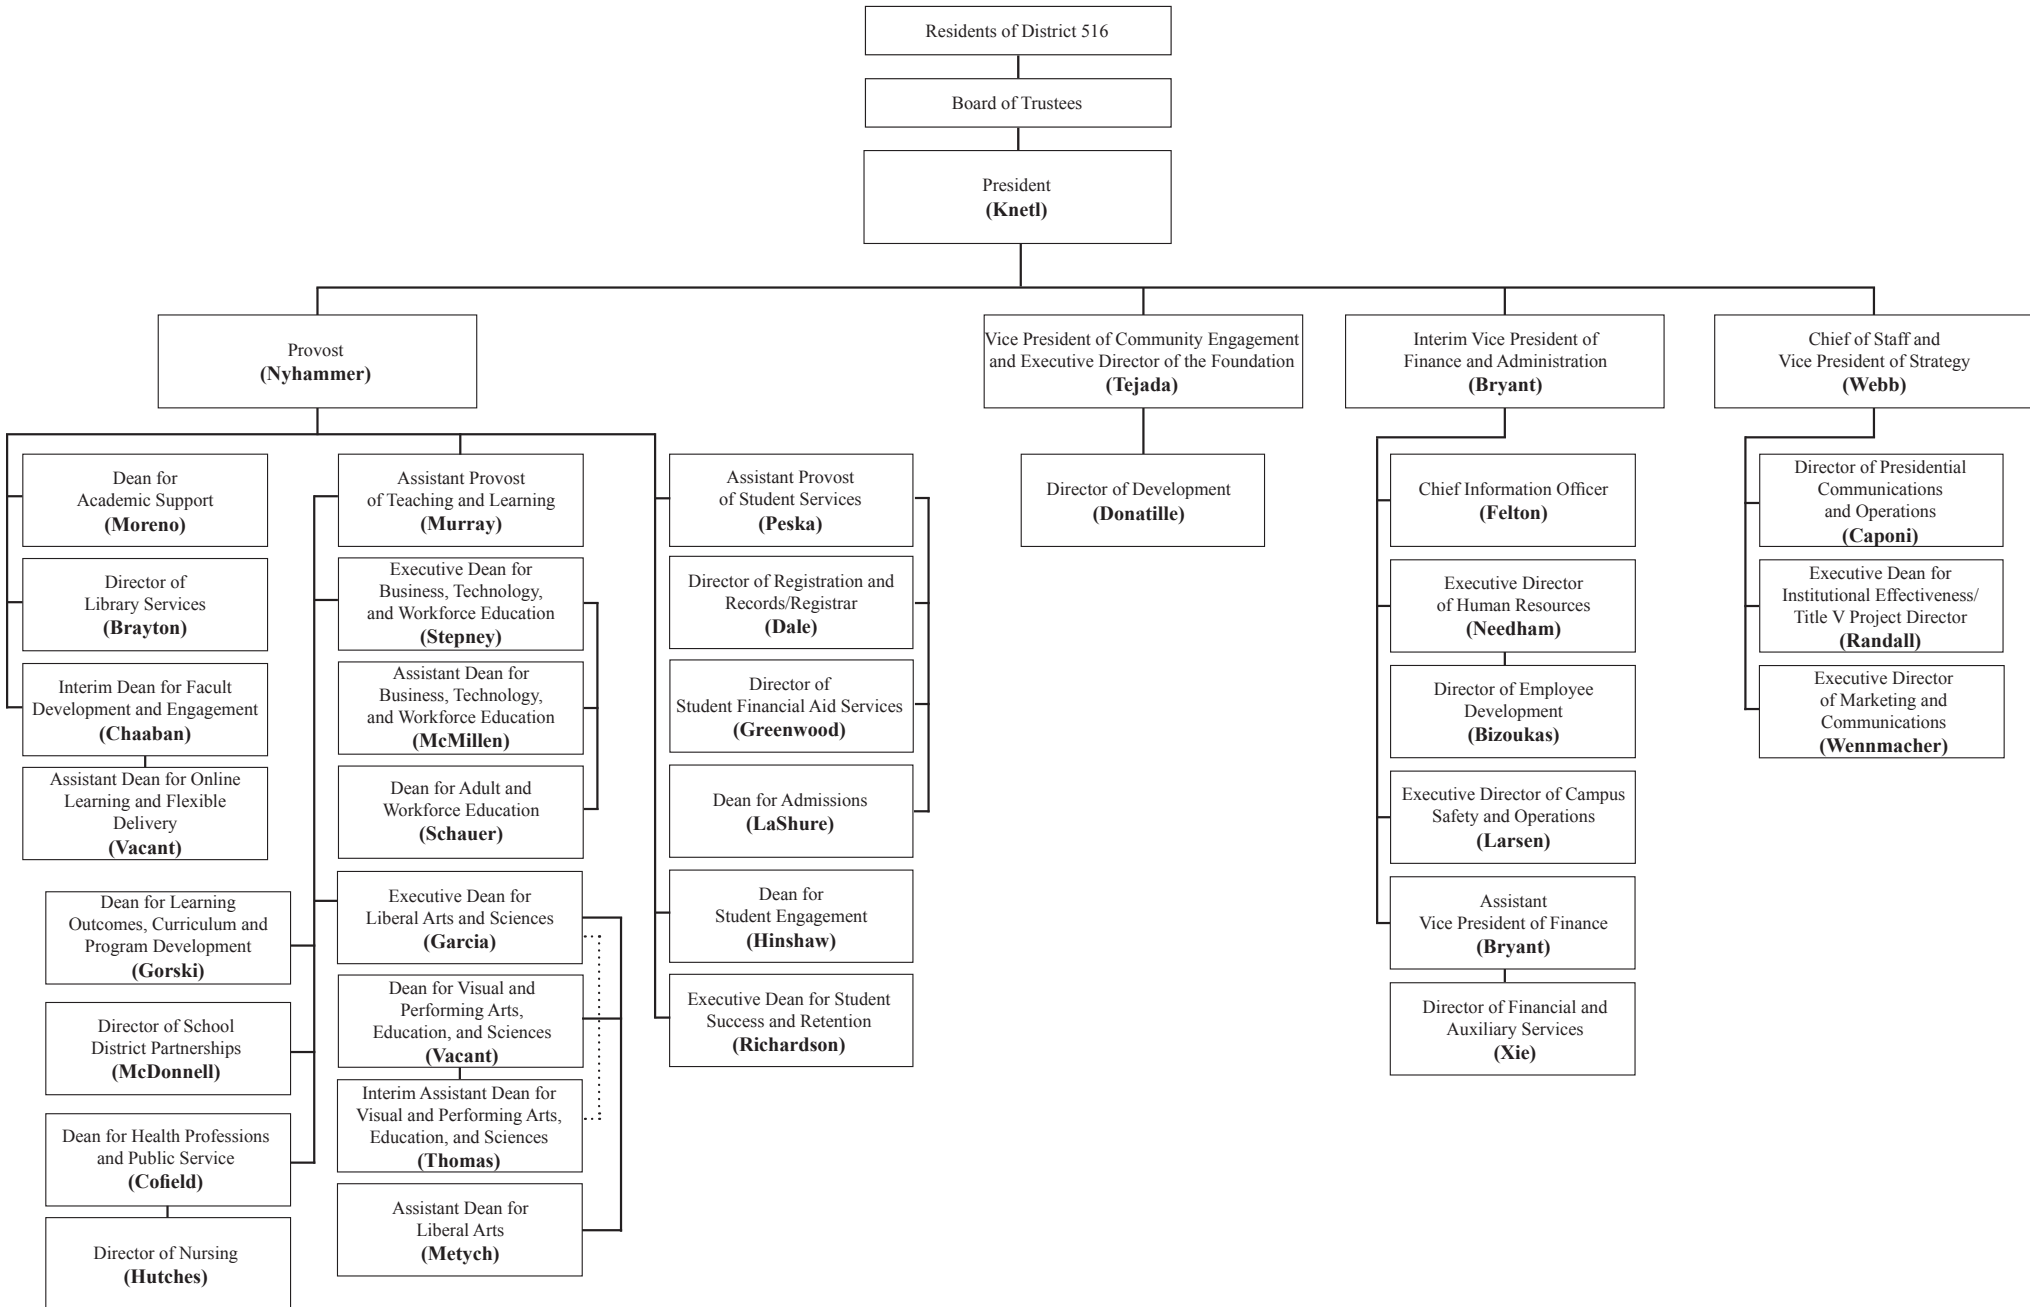 Residents of District 516
Board of Trustees
President
(Knetl)
Provost
(Nyhammer)
Vice President of Community Engagement
and Executive Director of the Foundation
(Tejada)
Interim Vice President of
Finance and Administration
(Bryant)
Chief of Staff and
Vice President of Strategy
(Webb)
Dean for
Academic Support
(Moreno)
Director of
Library Services
(Brayton)
Interim Dean for Facult
Development and Engagement
(Chaaban)
Assistant Dean for Online
Learning and Flexible
Delivery
(Vacant)
Dean for Learning
Outcomes, Curriculum and
Program Development
(Gorski)
Director of School
District Partnerships
(McDonnell)
Dean for Health Professions
and Public Service
(Cofield)
Director of Nursing
(Hutches)
Assistant Provost
of Teaching and Learning
(Murray)
Executive Dean for
Business, Technology,
and Workforce Education
(Stepney)
Assistant Dean for
Business, Technology,
and Workforce Education
(McMillen)
Dean for Adult and
Workforce Education
(Schauer)
Executive Dean for
Liberal Arts and Sciences
(Garcia)
Dean for Visual and
Performing Arts,
Education, and Sciences
(Vacant)
Interim Assistant Dean for
Visual and Performing Arts,
Education, and Sciences
(Thomas)
Assistant Dean for
Liberal Arts
(Metych)
Assistant Provost
of Student Services
(Peska)
Director of Registration and
Records/Registrar
(Dale)
Director of
Student Financial Aid Services
(Greenwood)
Dean for Admissions
(LaShure)
Dean for
Student Engagement
(Hinshaw)
Executive Dean for Student
Success and Retention
(Richardson)
Director of Development
(Donatille)
Chief Information Officer
(Felton)
Executive Director
of Human Resources
(Needham)
Director of Employee
Development
(Bizoukas)
Executive Director of Campus
Safety and Operations
(Larsen)
Assistant
Vice President of Finance
(Bryant)
Director of Financial and
Auxiliary Services
(Xie)
Director of Presidential
Communications
and Operations
(Caponi)
Executive Dean for
Institutional Effectiveness/
Title V Project Director
(Randall)
Executive Director
of Marketing and
Communications
(Wennmacher)